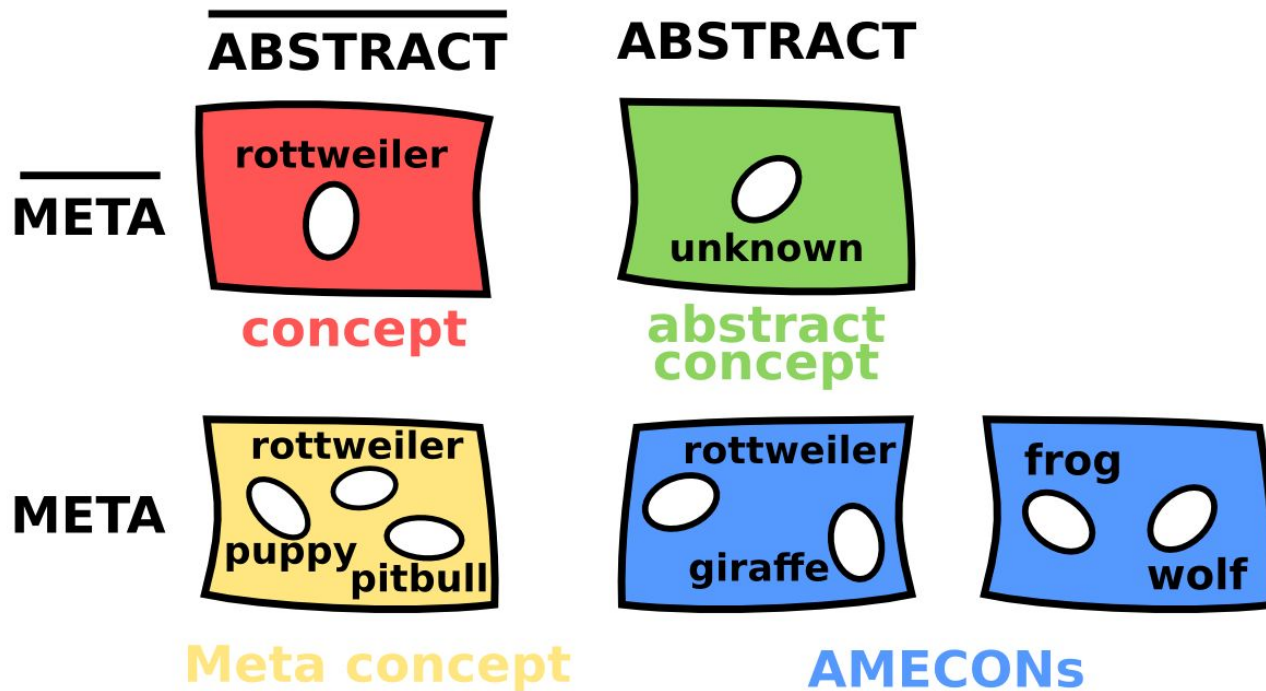 ABSTRACT
ABSTRACT
META
rottweiler
unknown
concept
abstract
concept
META
rottweiler
puppy
pitbull
rottweiler
giraffe
frog
wolf
Meta concept
AMECONs